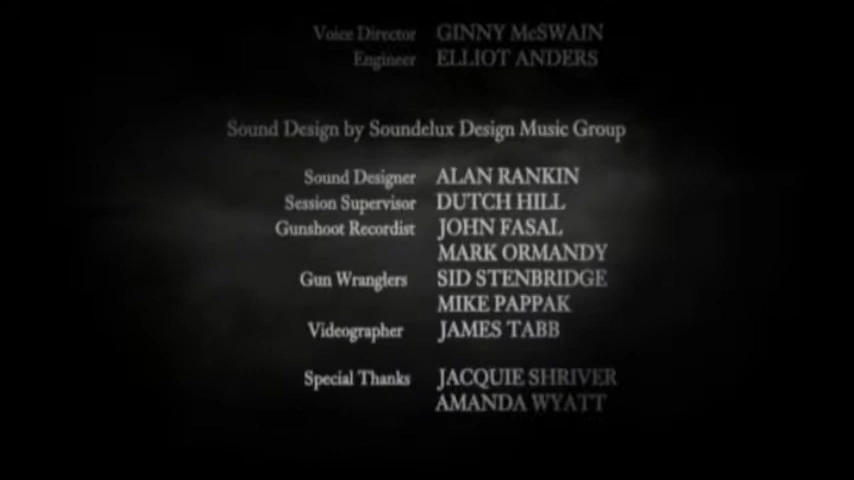 Voice Director GINNY McSWAIN
Engineer ELLIOT ANDERS
Sound Design by Soundelux Design Music Group
Sound Designer ALAN RANKIN
Session Supervisor DUTCH HILL
Gunshoot Recordist JOHN FASAL
MARK ORMANDY
Gun Wranglers SID STENBRIDGE
MIKE PAPPAK
Videographer JAMES TABB
Special Thanks JACQUIE SHRIVER
AMANDA WYATT